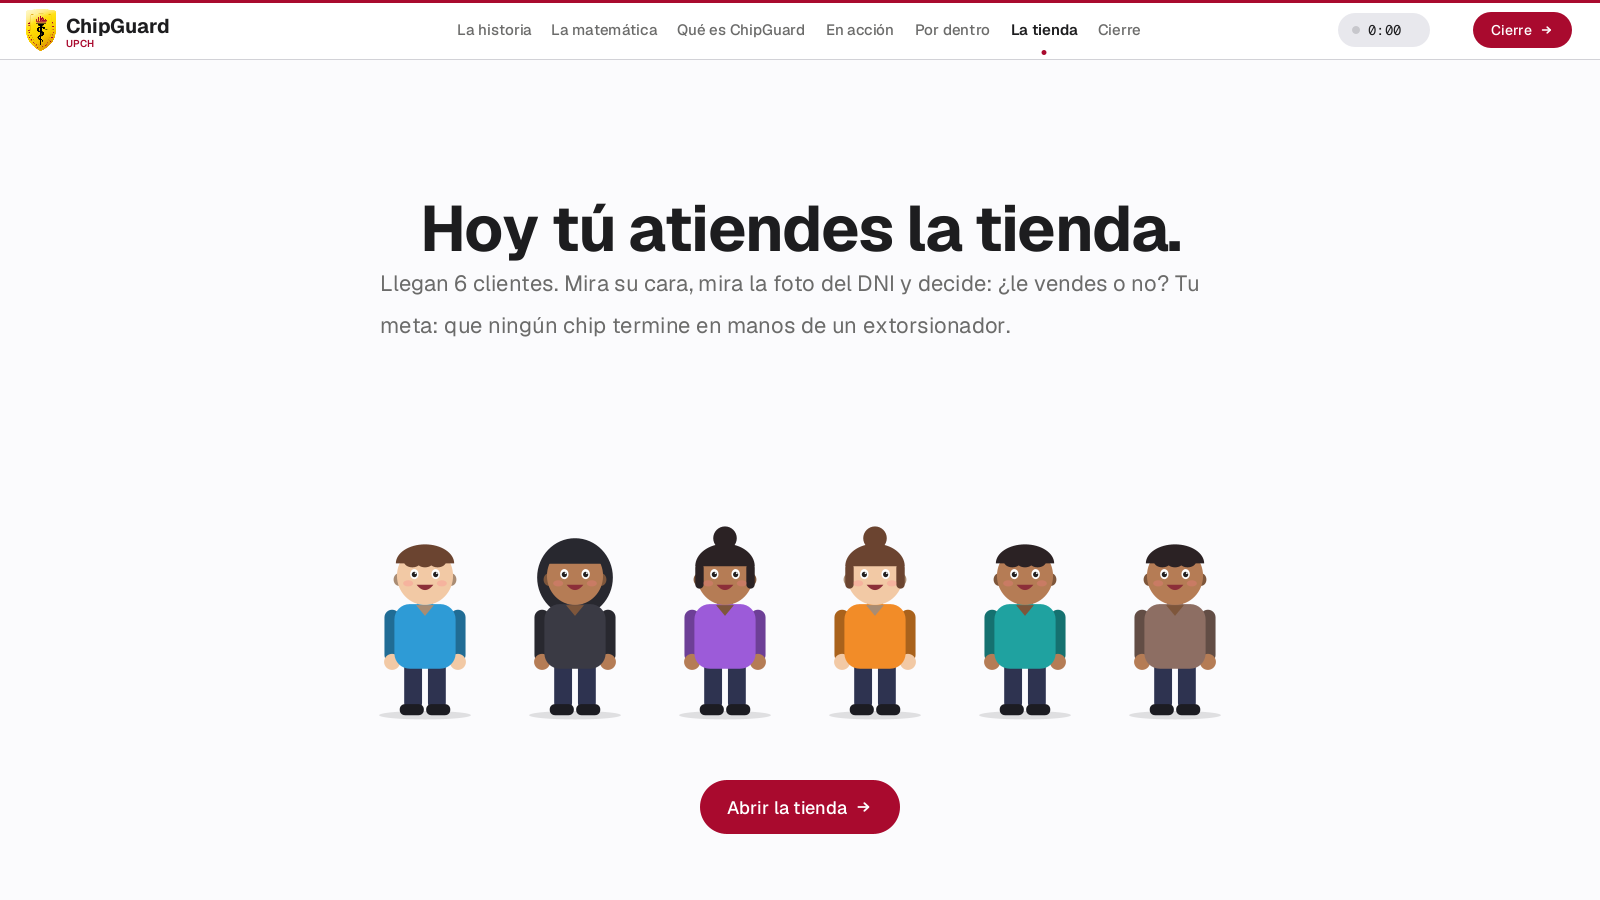 ChipGuard
UPCH
La historia
La matemática
Qué es ChipGuard
En acción
Por dentro
La tienda
Cierre
0:00
Cierre →
Hoy tú atiendes la tienda.
Llegan 6 clientes. Mira su cara, mira la foto del DNI y decide: ¿le vendes o no? Tu
meta: que ningún chip termine en manos de un extorsionador.
Abrir la tienda →